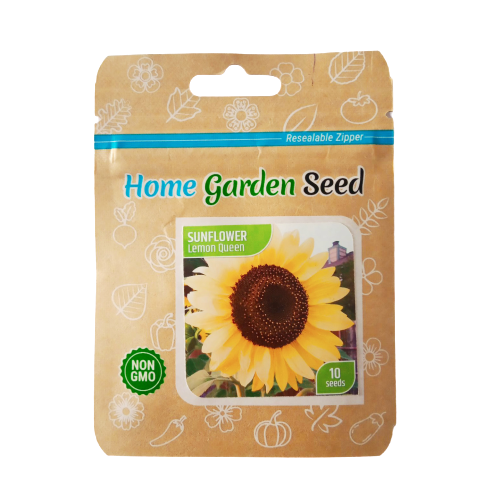 Resealable Zipper
Home Garden Seed
SUNFLOWER
Lemon Queen
NON
GMO
10
seeds